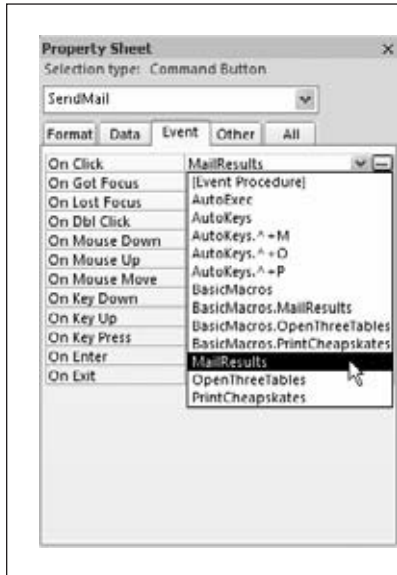 Property Sheet
Selection type: Command Button
SendMail
Format Data Event Other All
On Click MailResults
On Got Focus [Event Procedure]
On Lost Focus AutoExec
On Dbl Click AutoKeys
On Mouse Down AutoKeys.^+M
On Mouse Up AutoKeys.^+O
On Mouse Move AutoKeys.^+P
On Key Down BasicMacros
On Key Up BasicMacros.MailResults
On Key Press BasicMacros.OpenThreeTables
On Enter BasicMacros.PrintCheapskates
On Exit MailResults
OpenThreeTables
PrintCheapskates